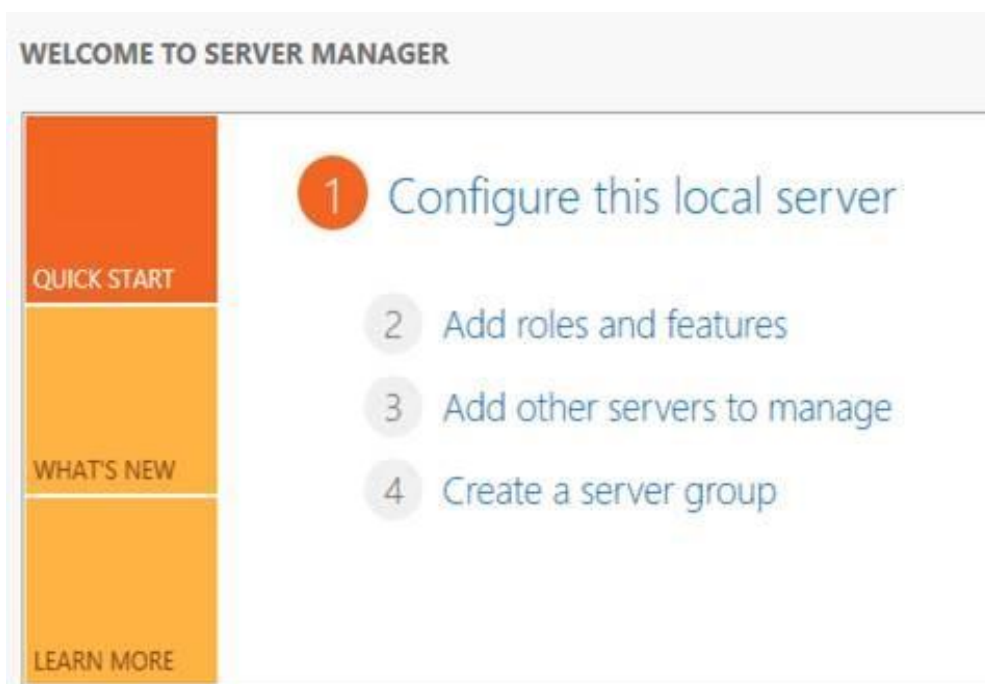 WELCOME TO SERVER MANAGER
QUICK START
WHAT'S NEW
LEARN MORE
1 Configure this local server
2 Add roles and features
3 Add other servers to manage
4 Create a server group